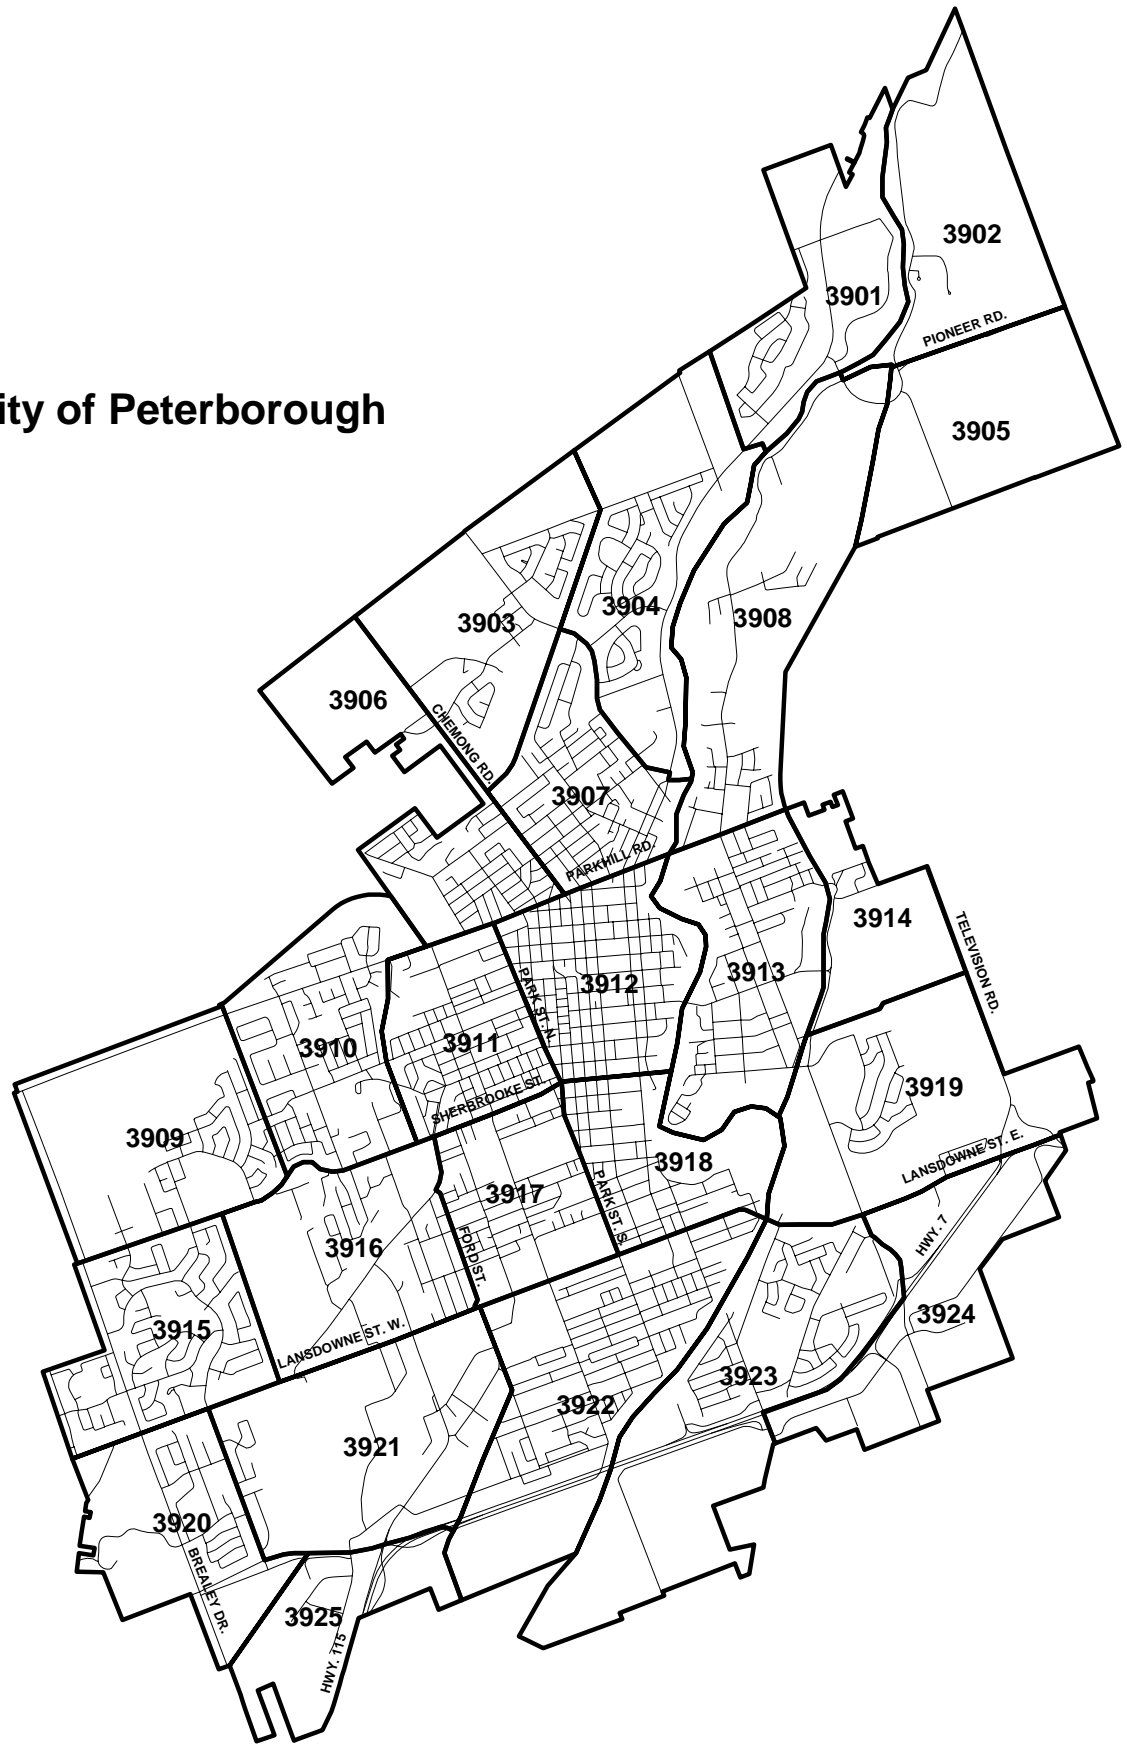 3902
3901
PIONEER RD.
ity of Peterborough
3905
3904
3908
3903
3906
CHEMONG RD.
3907
PARKHILL RD.
3914
TELEVISION RD.
3913
3912
PARK ST. N.
3911
3910
SHERBROOKE ST.
3919
3909
LANSDOWNE ST. E.
3918
3917
PARK ST. S.
3916
FORD ST.
HWY. 7
3924
3915
LANSDOWNE ST. W.
3923
3922
3921
3920
BREALEY DR.
3925
HWY. 115